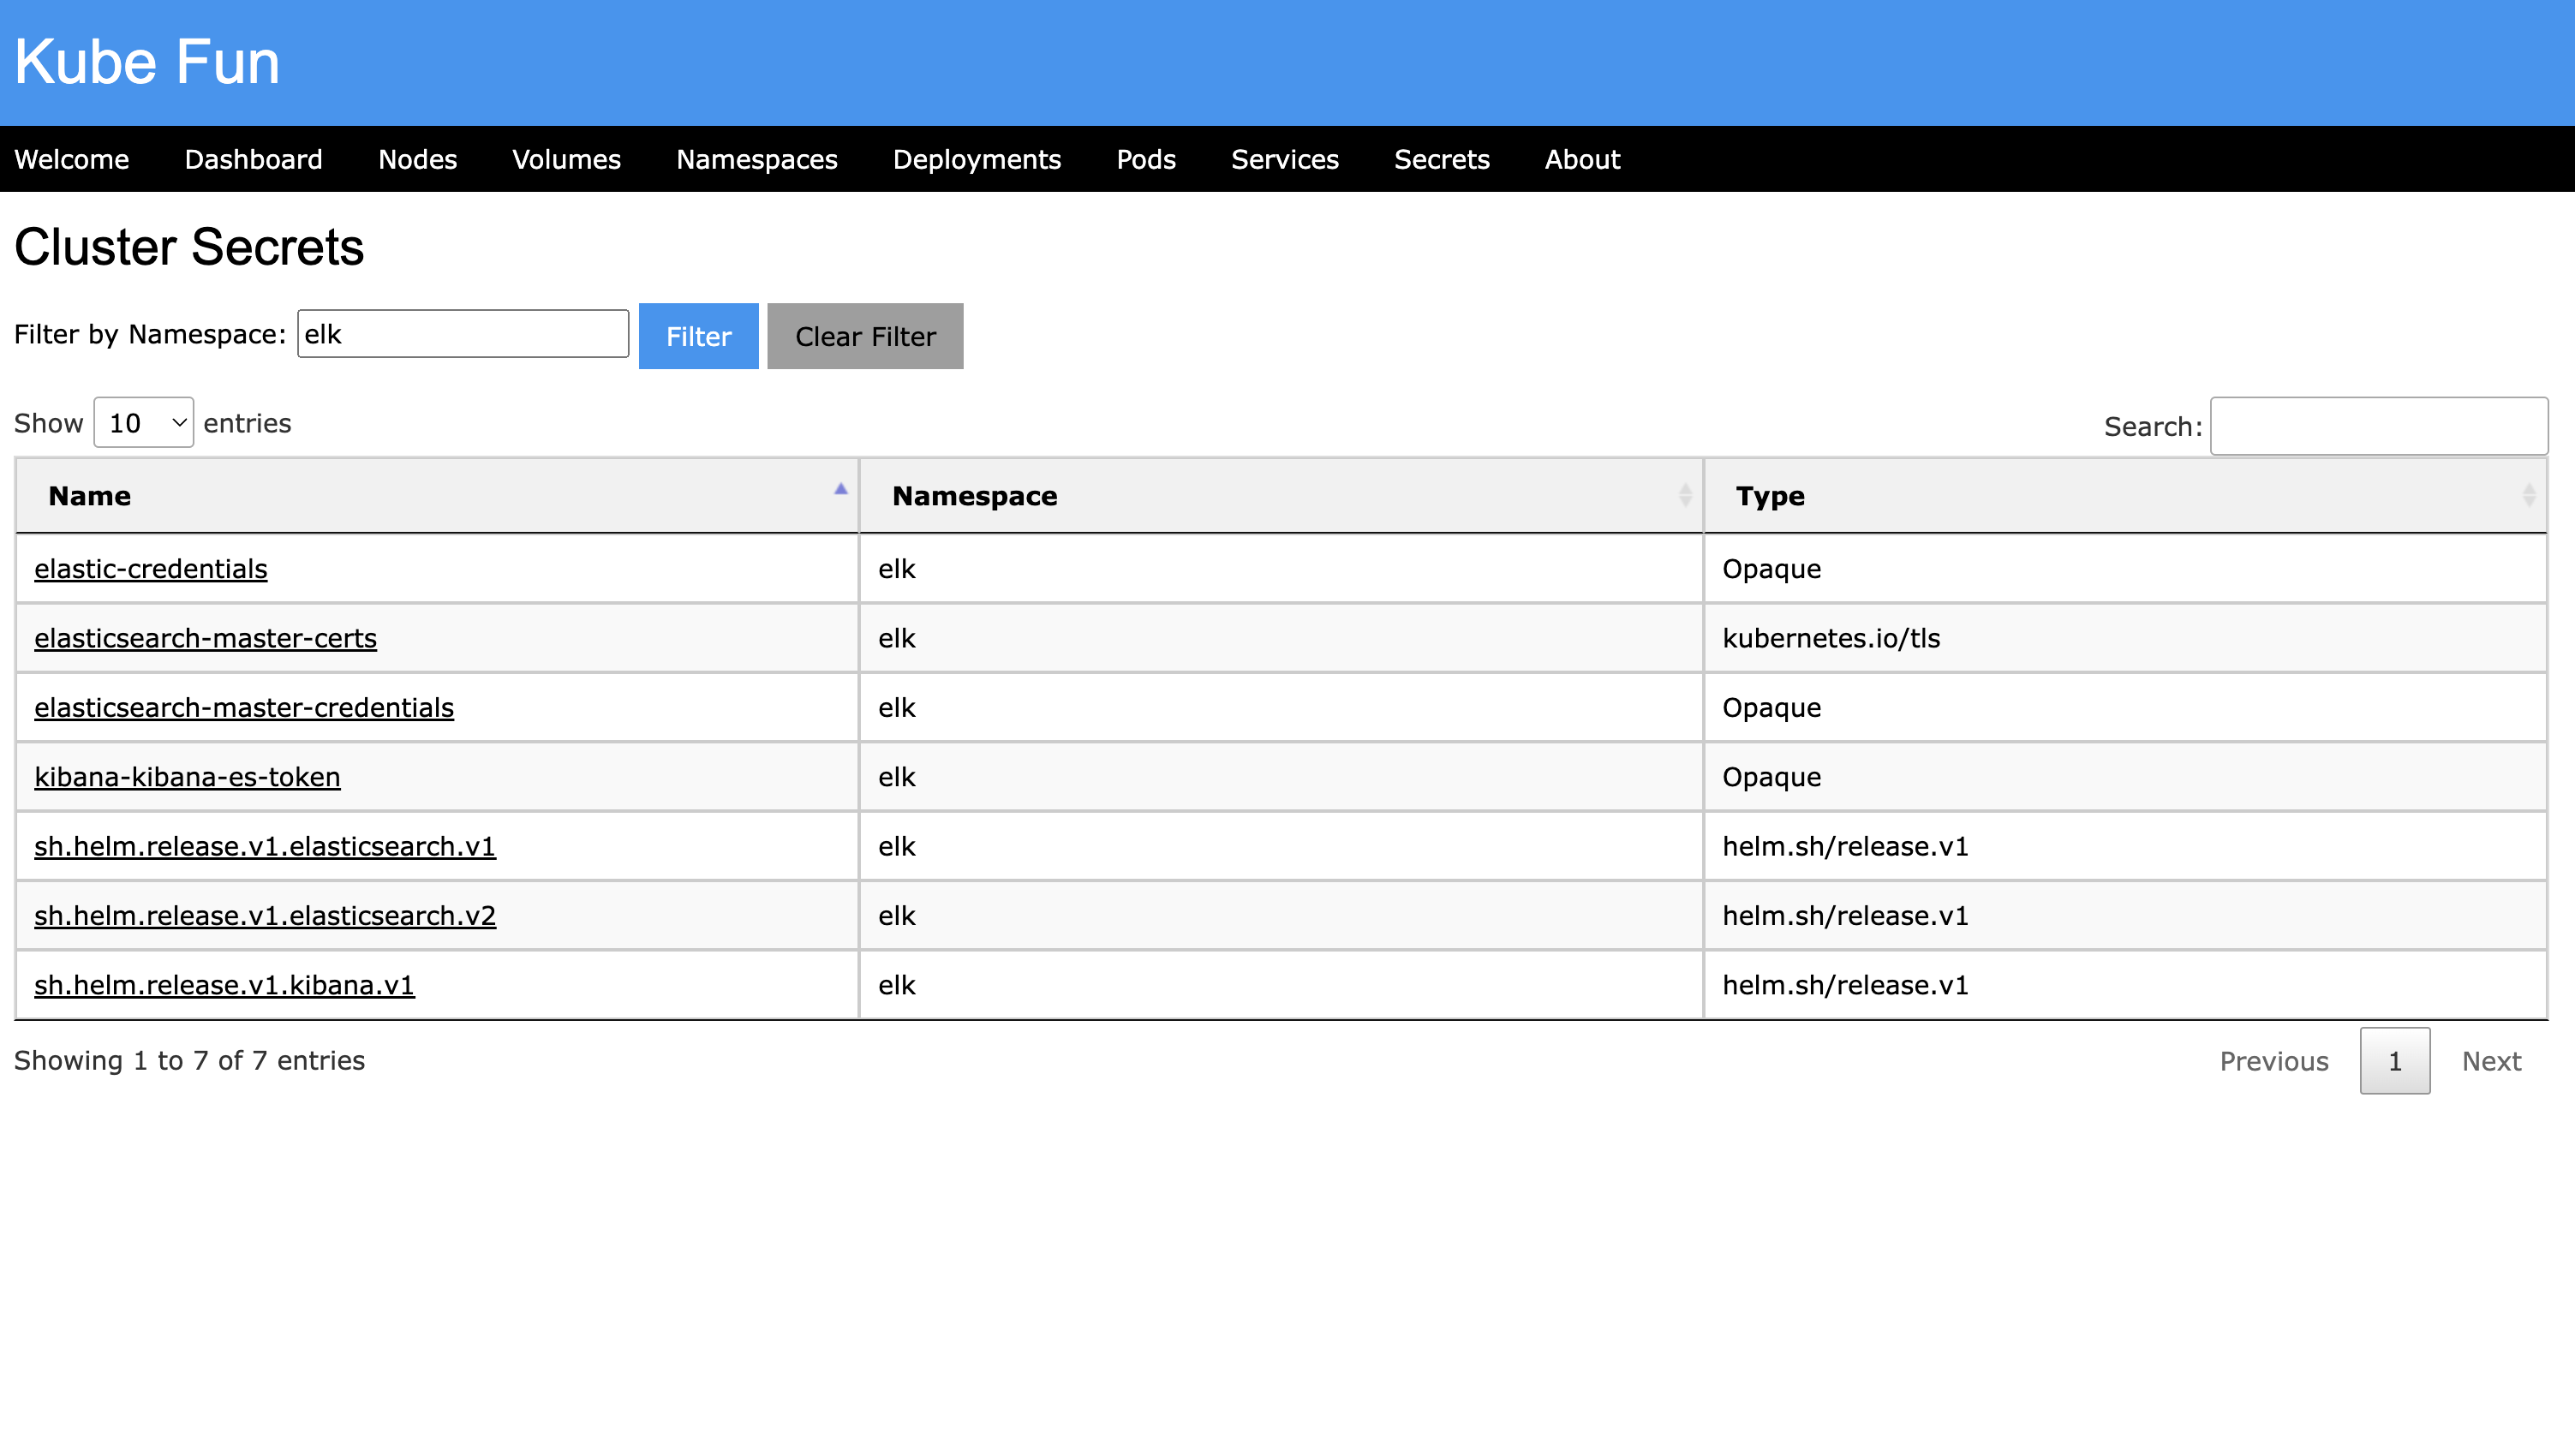 Kube Fun
Welcome Dashboard Nodes Volumes Namespaces Deployments Pods Services Secrets About
Cluster Secrets
Filter by Namespace: elk Filter Clear Filter
Show 10 entries Search:
Name Namespace Type
elastic-credentials elk Opaque
elasticsearch-master-certs elk kubernetes.io/tls
elasticsearch-master-credentials elk Opaque
kibana-kibana-es-token elk Opaque
sh.helm.release.v1.elasticsearch.v1 elk helm.sh/release.v1
sh.helm.release.v1.elasticsearch.v2 elk helm.sh/release.v1
sh.helm.release.v1.kibana.v1 elk helm.sh/release.v1
Showing 1 to 7 of 7 entries Previous 1 Next